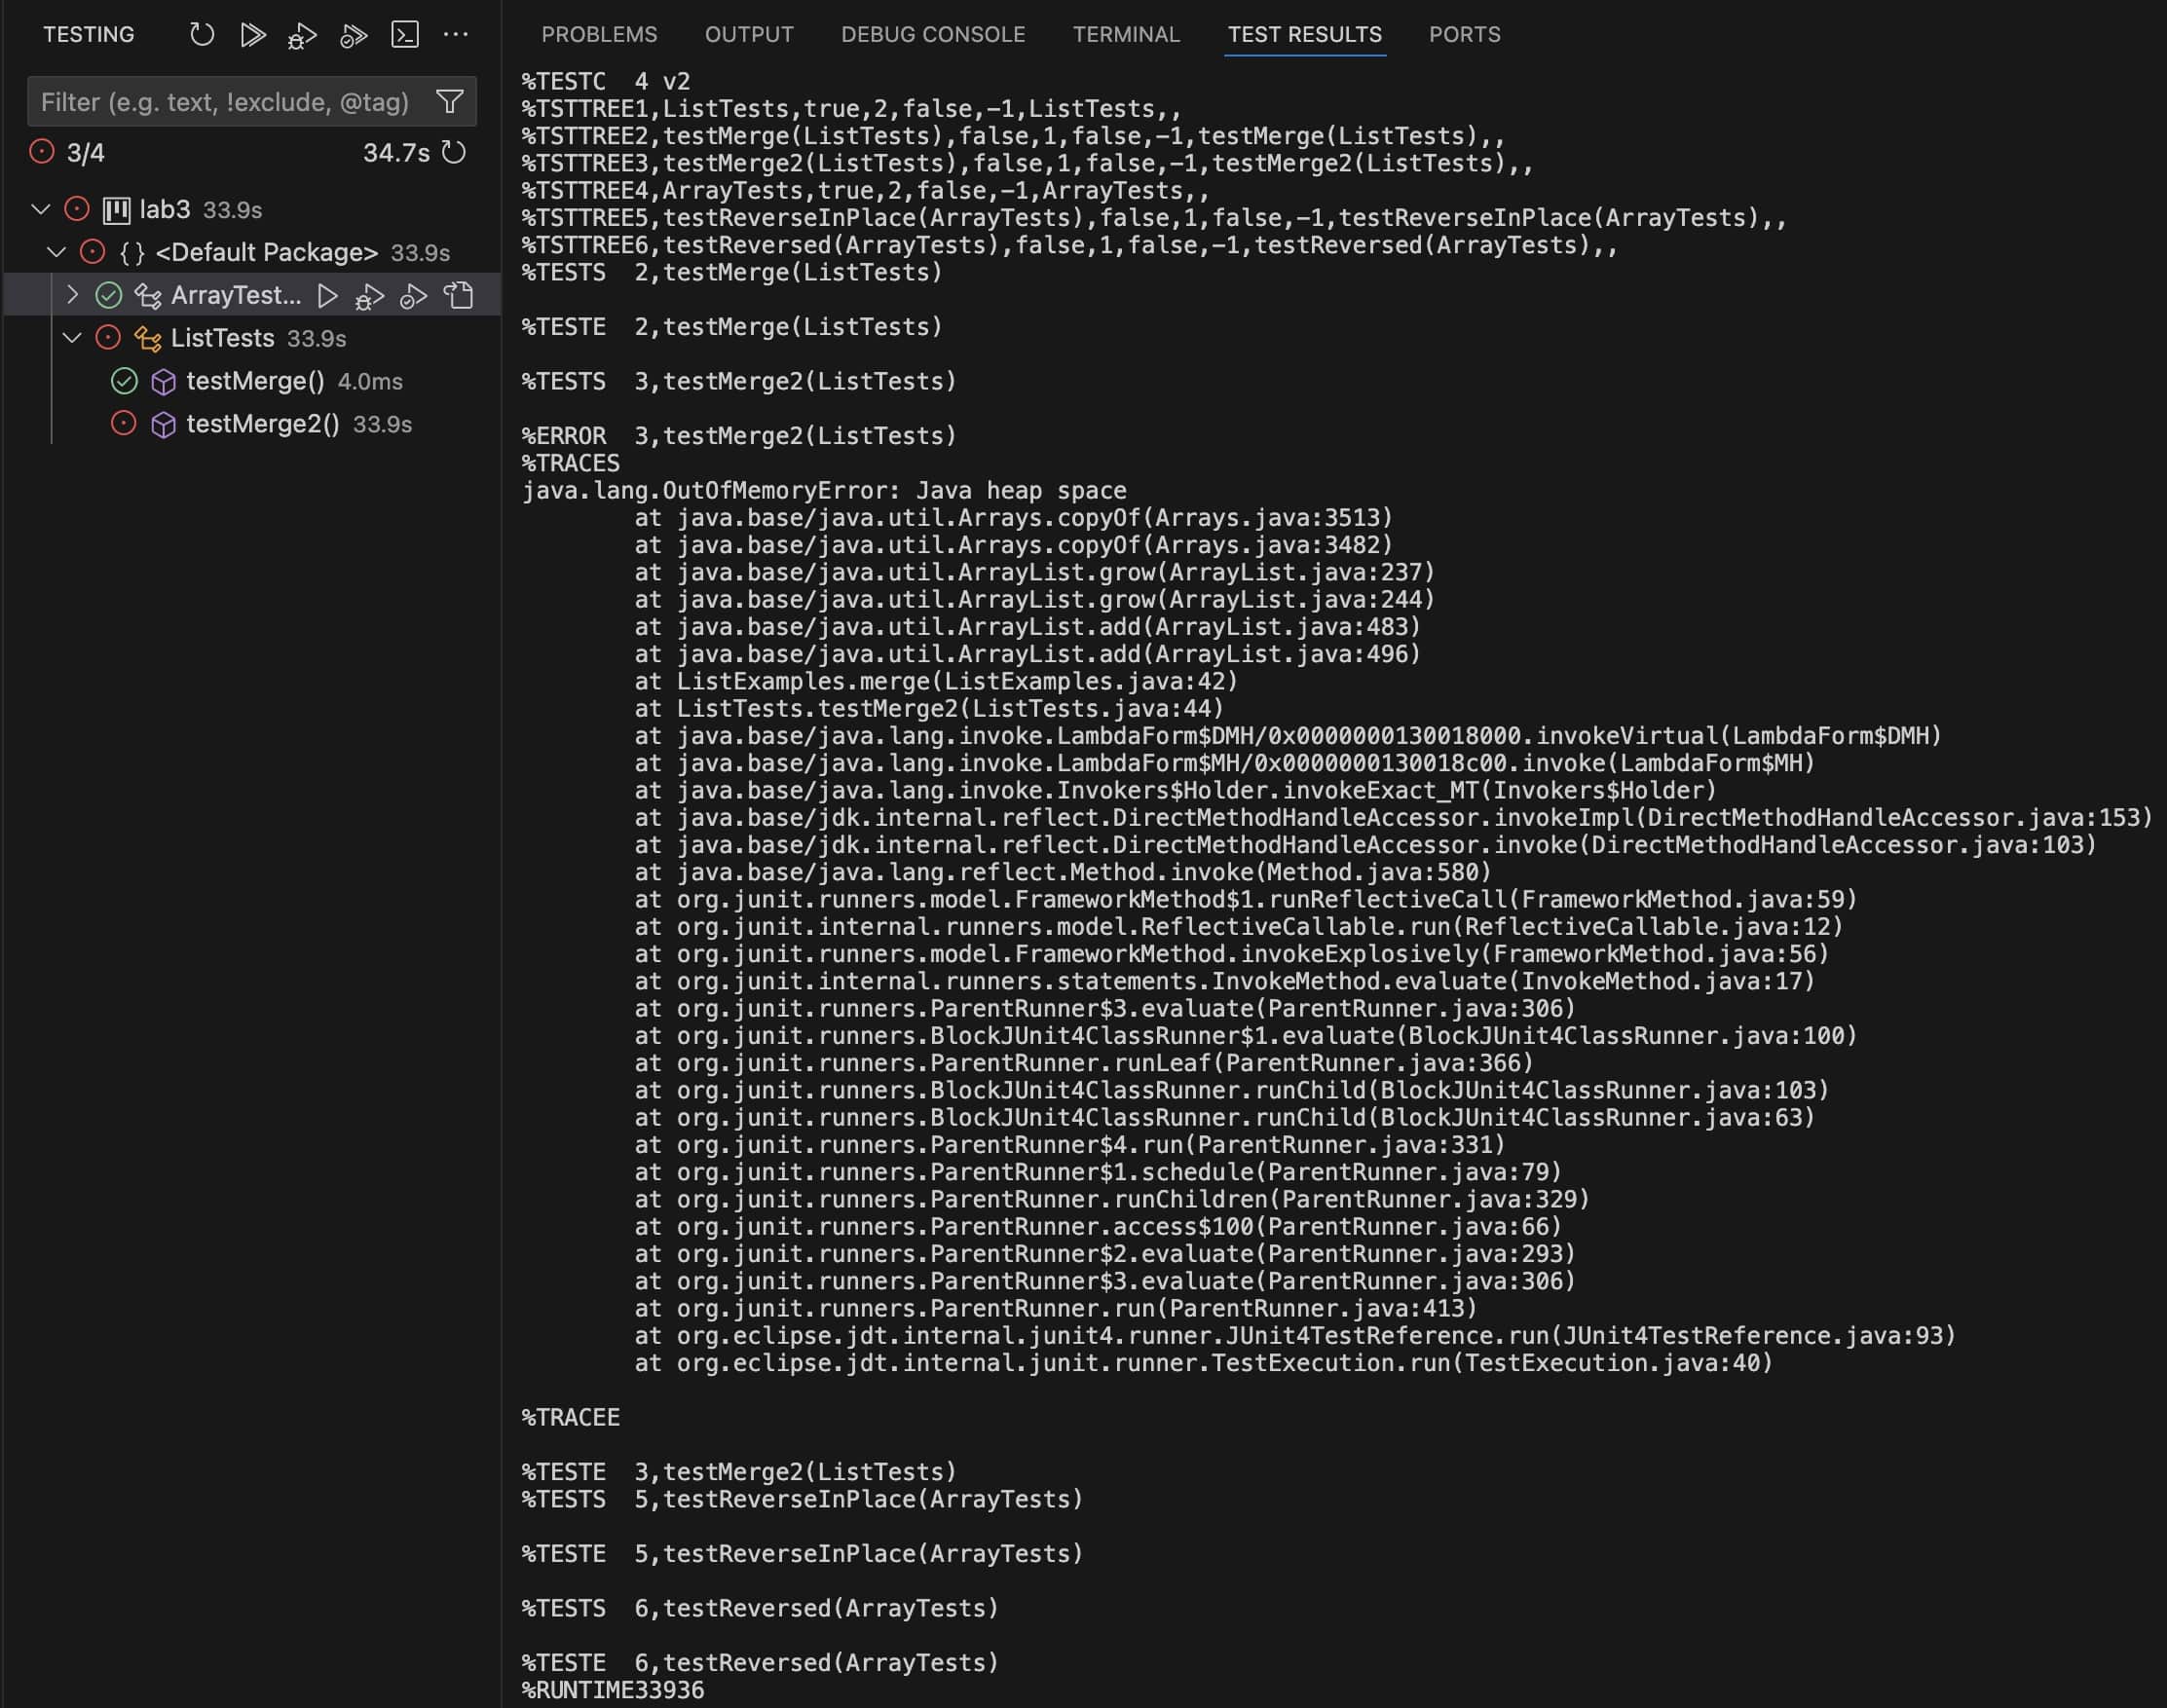 TESTING
Filter (e.g. text, !exclude, @tag)
3/4 34.7s
lab3 33.9s
{} <Default Package> 33.9s
ArrayTest...
ListTests 33.9s
testMerge() 4.0ms
testMerge2() 33.9s
PROBLEMS OUTPUT DEBUG CONSOLE TERMINAL TEST RESULTS PORTS
%TESTC  4 v2
%TSTTREE1,ListTests,true,2,false,-1,ListTests,,
%TSTTREE2,testMerge(ListTests),false,1,false,-1,testMerge(ListTests),,
%TSTTREE3,testMerge2(ListTests),false,1,false,-1,testMerge2(ListTests),,
%TSTTREE4,ArrayTests,true,2,false,-1,ArrayTests,,
%TSTTREE5,testReverseInPlace(ArrayTests),false,1,false,-1,testReverseInPlace(ArrayTests),,
%TSTTREE6,testReversed(ArrayTests),false,1,false,-1,testReversed(ArrayTests),,
%TESTS  2,testMerge(ListTests)
%TESTE  2,testMerge(ListTests)
%TESTS  3,testMerge2(ListTests)
%ERROR  3,testMerge2(ListTests)
%TRACES
java.lang.OutOfMemoryError: Java heap space
at java.base/java.util.Arrays.copyOf(Arrays.java:3513)
at java.base/java.util.Arrays.copyOf(Arrays.java:3482)
at java.base/java.util.ArrayList.grow(ArrayList.java:237)
at java.base/java.util.ArrayList.grow(ArrayList.java:244)
at java.base/java.util.ArrayList.add(ArrayList.java:483)
at java.base/java.util.ArrayList.add(ArrayList.java:496)
at ListExamples.merge(ListExamples.java:42)
at ListTests.testMerge2(ListTests.java:44)
at java.base/java.lang.invoke.LambdaForm$DMH/0x0000000130018000.invokeVirtual(LambdaForm$DMH)
at java.base/java.lang.invoke.LambdaForm$MH/0x0000000130018c00.invoke(LambdaForm$MH)
at java.base/java.lang.invoke.Invokers$Holder.invokeExact_MT(Invokers$Holder)
at java.base/jdk.internal.reflect.DirectMethodHandleAccessor.invokeImpl(DirectMethodHandleAccessor.java:153)
at java.base/jdk.internal.reflect.DirectMethodHandleAccessor.invoke(DirectMethodHandleAccessor.java:103)
at java.base/java.lang.reflect.Method.invoke(Method.java:580)
at org.junit.runners.model.FrameworkMethod$1.runReflectiveCall(FrameworkMethod.java:59)
at org.junit.internal.runners.model.ReflectiveCallable.run(ReflectiveCallable.java:12)
at org.junit.runners.model.FrameworkMethod.invokeExplosively(FrameworkMethod.java:56)
at org.junit.internal.runners.statements.InvokeMethod.evaluate(InvokeMethod.java:17)
at org.junit.runners.ParentRunner$3.evaluate(ParentRunner.java:306)
at org.junit.runners.BlockJUnit4ClassRunner$1.evaluate(BlockJUnit4ClassRunner.java:100)
at org.junit.runners.ParentRunner.runLeaf(ParentRunner.java:366)
at org.junit.runners.BlockJUnit4ClassRunner.runChild(BlockJUnit4ClassRunner.java:103)
at org.junit.runners.BlockJUnit4ClassRunner.runChild(BlockJUnit4ClassRunner.java:63)
at org.junit.runners.ParentRunner$4.run(ParentRunner.java:331)
at org.junit.runners.ParentRunner$1.schedule(ParentRunner.java:79)
at org.junit.runners.ParentRunner.runChildren(ParentRunner.java:329)
at org.junit.runners.ParentRunner.access$100(ParentRunner.java:66)
at org.junit.runners.ParentRunner$2.evaluate(ParentRunner.java:293)
at org.junit.runners.ParentRunner$3.evaluate(ParentRunner.java:306)
at org.junit.runners.ParentRunner.run(ParentRunner.java:413)
at org.eclipse.jdt.internal.junit4.runner.JUnit4TestReference.run(JUnit4TestReference.java:93)
at org.eclipse.jdt.internal.junit.runner.TestExecution.run(TestExecution.java:40)
%TRACEE
%TESTE  3,testMerge2(ListTests)
%TESTS  5,testReverseInPlace(ArrayTests)
%TESTE  5,testReverseInPlace(ArrayTests)
%TESTS  6,testReversed(ArrayTests)
%TESTE  6,testReversed(ArrayTests)
%RUNTIME33936